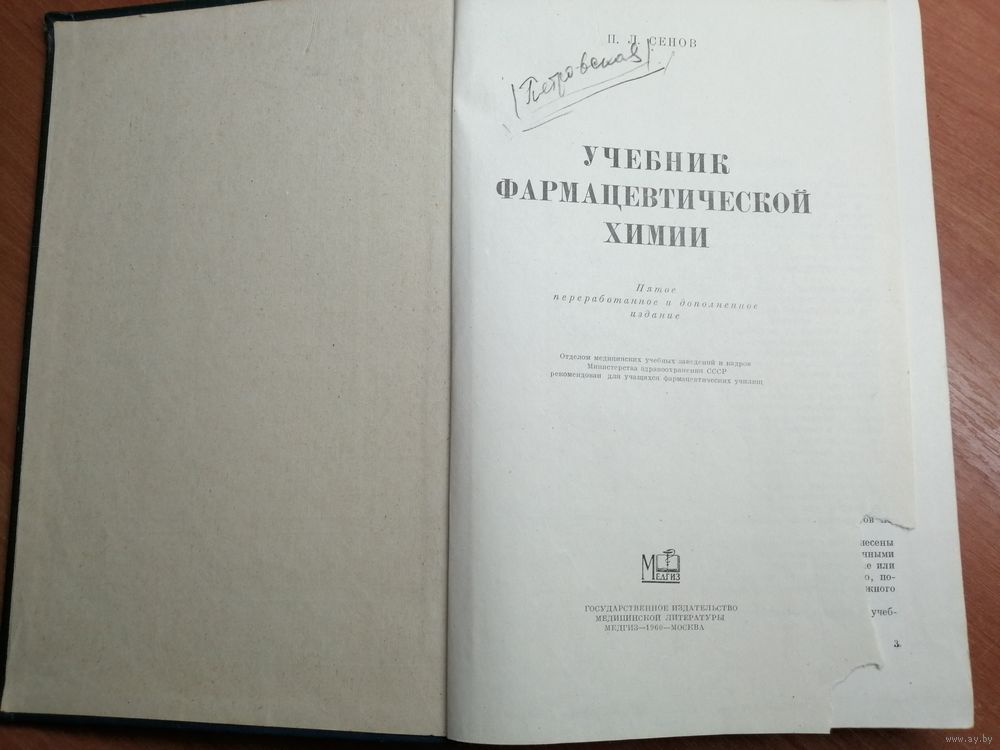 П. Л. СЕНОВ
(Петровская)
УЧЕБНИК
ФАРМАЦЕВТИЧЕСКОЙ
ХИМИИ
Пятое
переработанное и дополненное
издание
Отделом медицинских учебных заведений и кадров
Министерства здравоохранения СССР
рекомендован для учащихся фармацевтических училищ
МЕДГИЗ
ГОСУДАРСТВЕННОЕ ИЗДАТЕЛЬСТВО
МЕДИЦИНСКОЙ ЛИТЕРАТУРЫ
МЕДГИЗ—1960—МОСКВА
несены
чными
е или
о, по-
жного
учеб-
3
www.ay.by